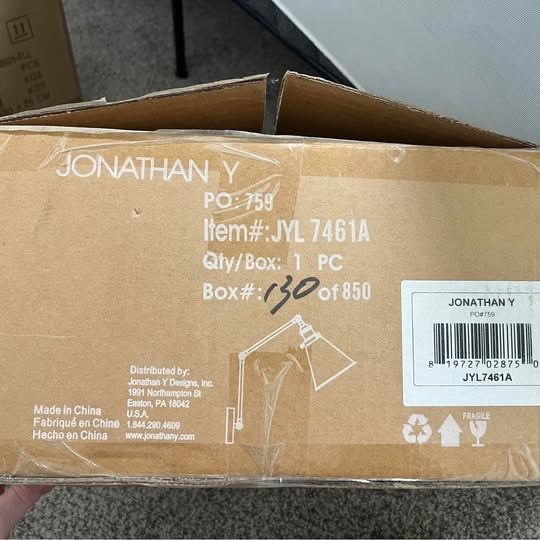 JONATHAN Y
PO: 759
Item#:JYL 7461A
Qty/Box: 1 PC
Box#: 130 of 850
JONATHAN Y
PO#759
8 19727 02875 0
JYL7461A
Distributed by:
Jonathan Y Designs, Inc.
1991 Northampton St
Easton, PA 18042
U.S.A.
1.844.290.4609
www.jonathany.com
Made in China
Fabriqué en Chine
Hecho en China
FRAGILE
PCS